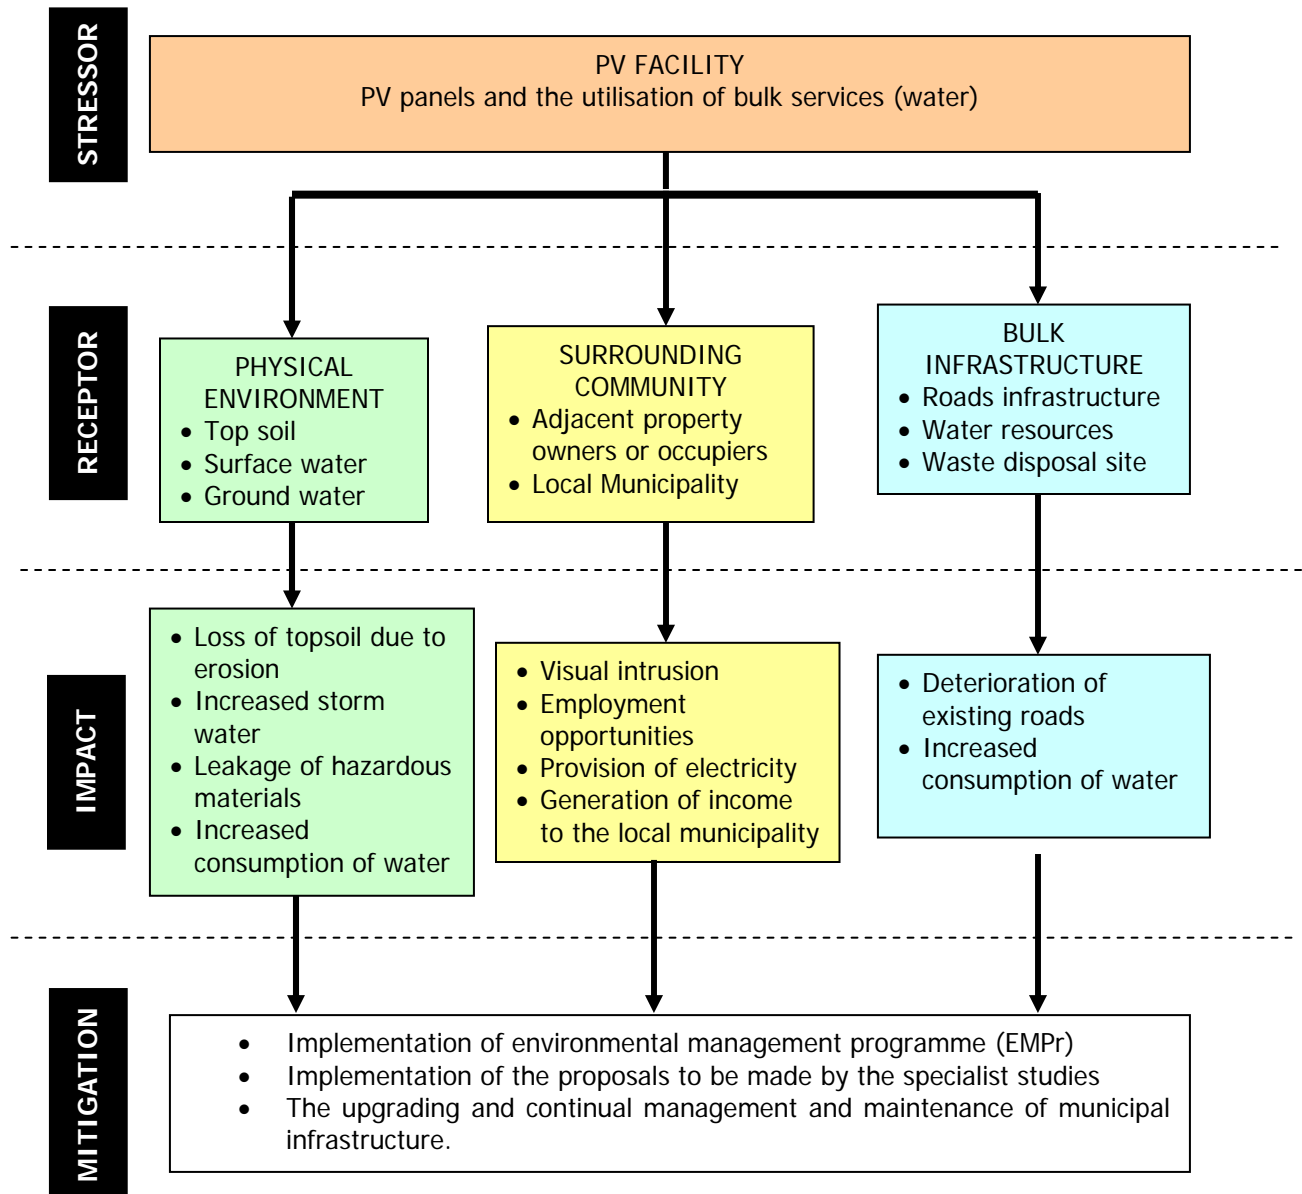 STRESSOR
PV FACILITY
PV panels and the utilisation of bulk services (water)
RECEPTOR
PHYSICAL
ENVIRONMENT
• Top soil
• Surface water
• Ground water
SURROUNDING
COMMUNITY
• Adjacent property
owners or occupiers
• Local Municipality
BULK
INFRASTRUCTURE
• Roads infrastructure
• Water resources
• Waste disposal site
IMPACT
• Loss of topsoil due to
erosion
• Increased storm
water
• Leakage of hazardous
materials
• Increased
consumption of water
• Visual intrusion
• Employment
opportunities
• Provision of electricity
• Generation of income
to the local municipality
• Deterioration of
existing roads
• Increased
consumption of water
MITIGATION
• Implementation of environmental management programme (EMPr)
• Implementation of the proposals to be made by the specialist studies
• The upgrading and continual management and maintenance of municipal
infrastructure.